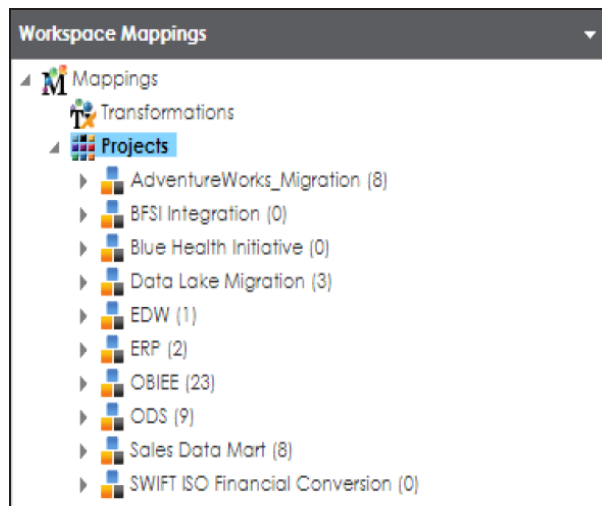 Workspace Mappings
Mappings
Transformations
Projects
AdventureWorks_Migration (8)
BFSI Integration (0)
Blue Health Initiative (0)
Data Lake Migration (3)
EDW (1)
ERP (2)
OBIEE (23)
ODS (9)
Sales Data Mart (8)
SWIFT ISO Financial Conversion (0)